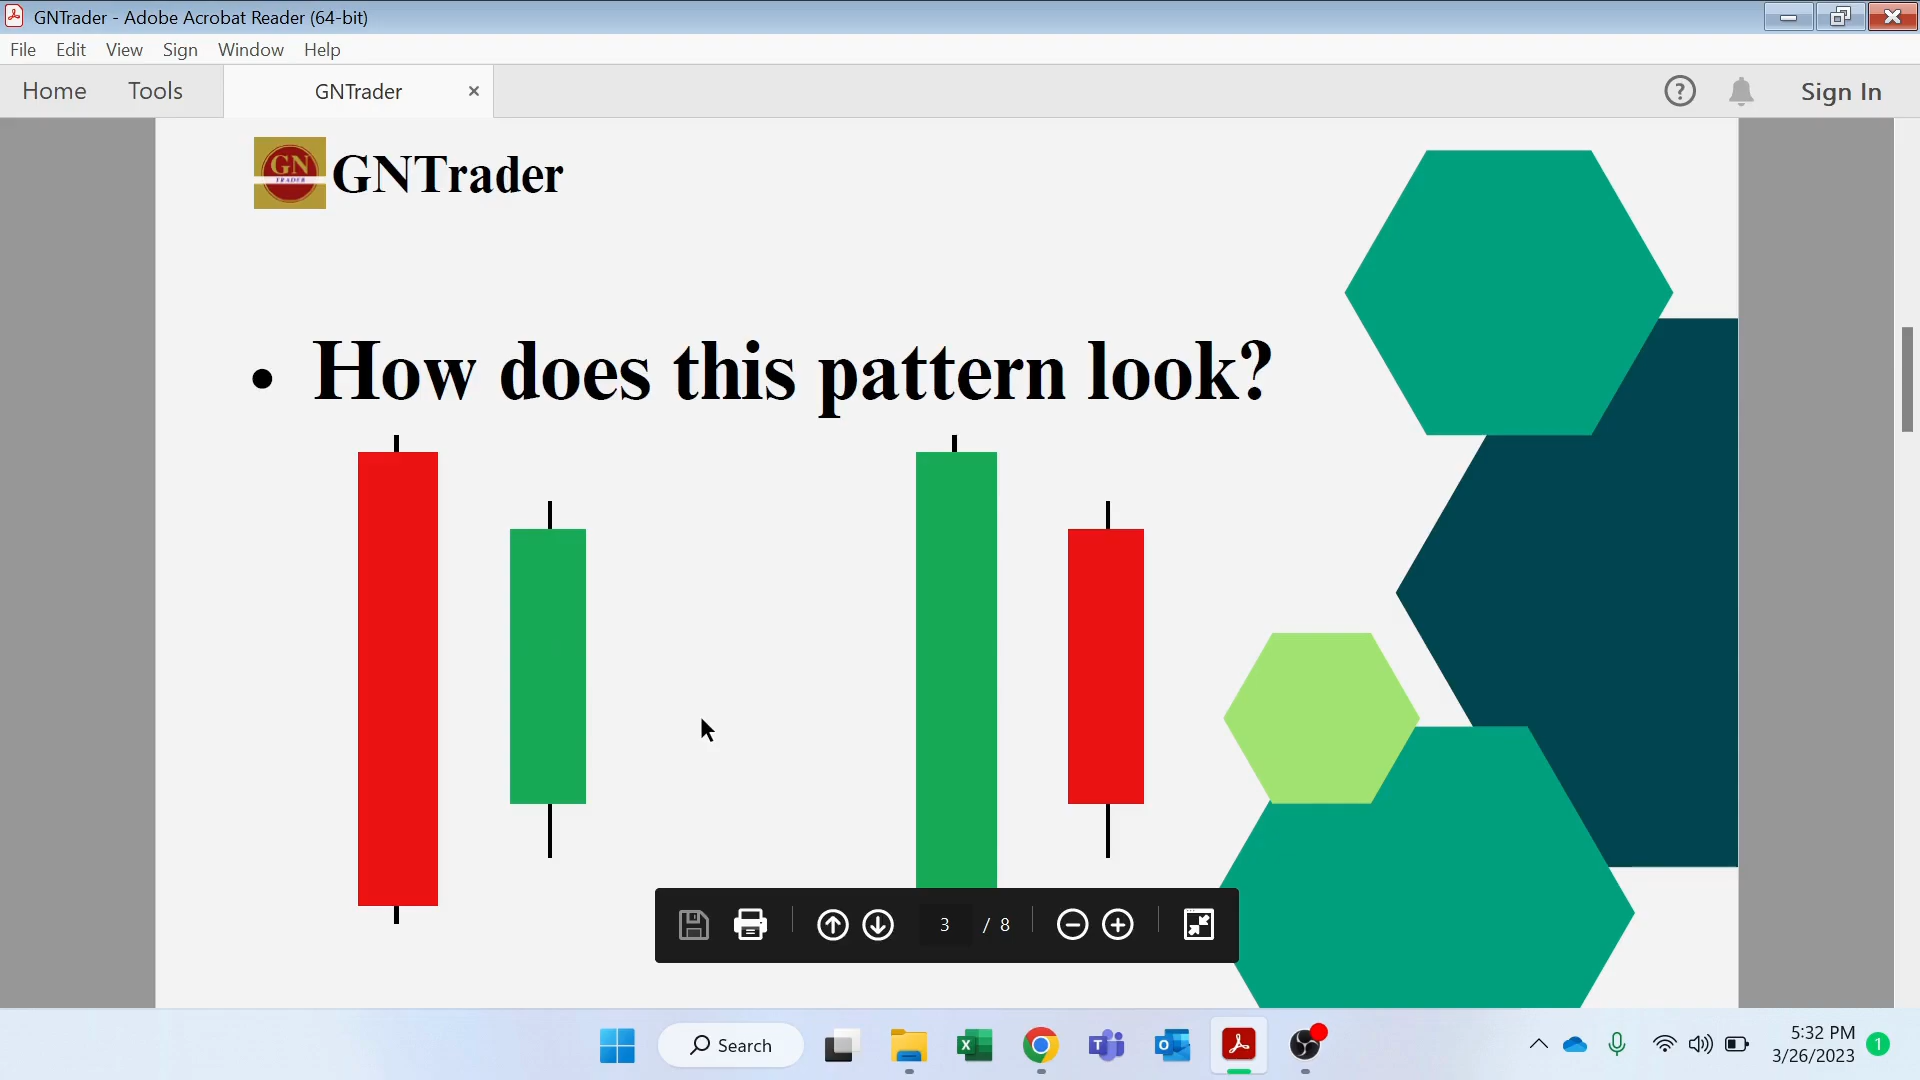 GNTrader - Adobe Acrobat Reader (64-bit)
File Edit View Sign Window Help
Home Tools GNTrader × Sign In
GN
TRADER
GNTrader
• How does this pattern look?
3 / 8
Search
5:32 PM
3/26/2023
1